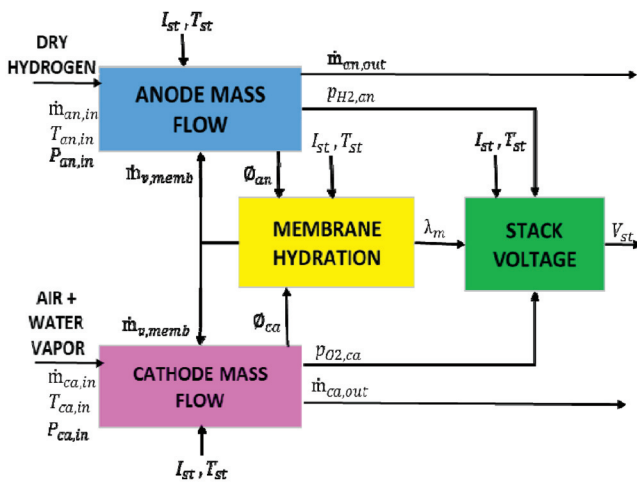 I_st , T_st
DRY
HYDROGEN
ṁ_an,in
T_an,in
P_an,in
ANODE MASS
FLOW
ṁ_an,out
p_H2,an
ṁ_v,memb
Ø_an
I_st , T_st
I_st , T_st
MEMBRANE
HYDRATION
λ_m
STACK
VOLTAGE
V_st
AIR +
WATER
VAPOR
ṁ_v,memb
Ø_ca
ṁ_ca,in
T_ca,in
P_ca,in
CATHODE MASS
FLOW
p_O2,ca
ṁ_ca,out
I_st , T_st